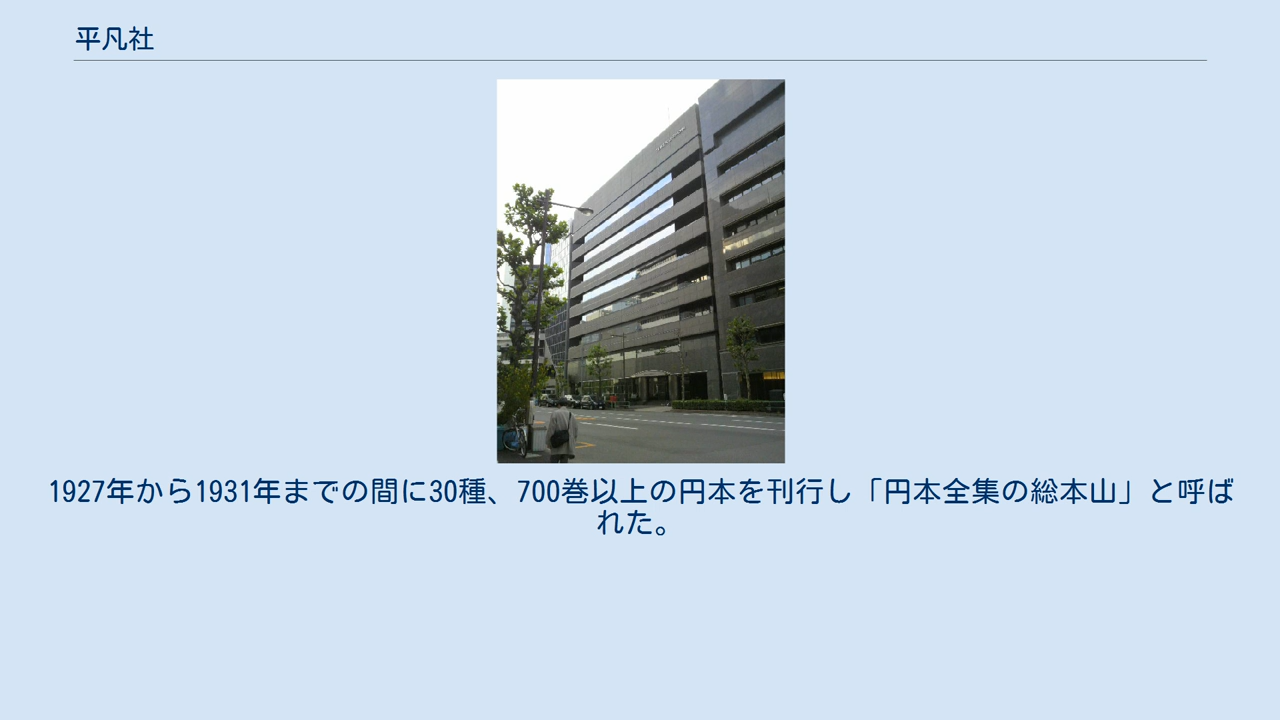 平凡社
1927年から1931年までの間に30種、700巻以上の円本を刊行し「円本全集の総本山」と呼ば
れた。